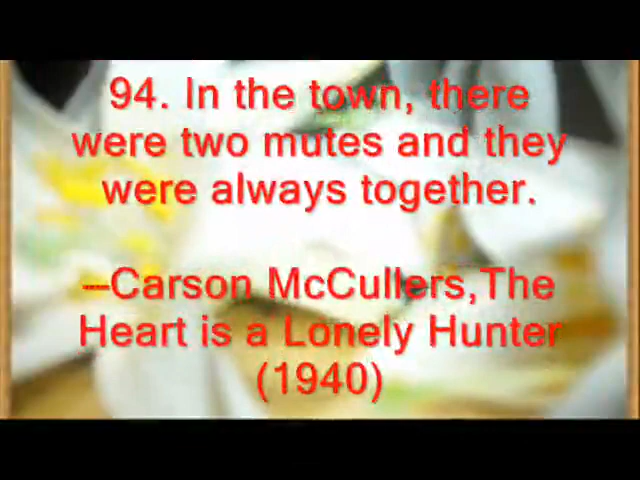 94. In the town, there
were two mutes and they
were always together.
—Carson McCullers,The
Heart is a Lonely Hunter
(1940)